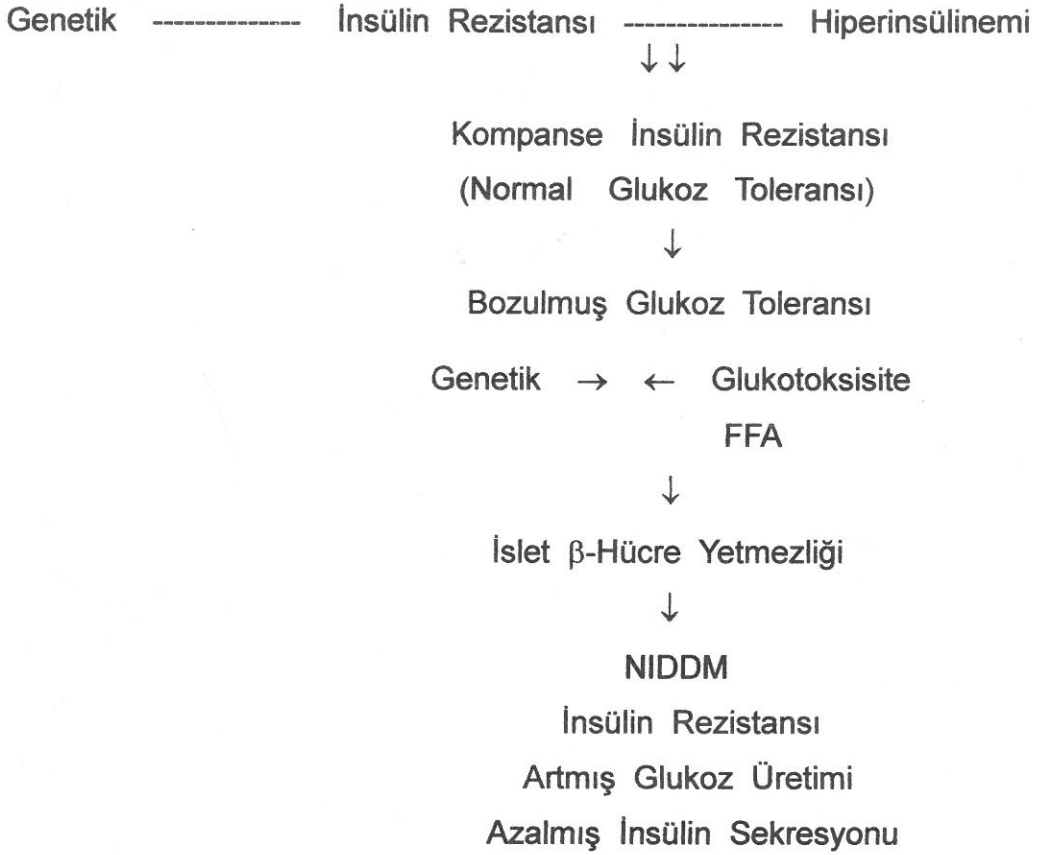 Genetik -------------- İnsülin Rezistansı --------------- Hiperinsülinemi
↓↓
Kompanse İnsülin Rezistansı
(Normal Glukoz Toleransı)
↓
Bozulmuş Glukoz Toleransı
Genetik → ← Glukotoksisite
FFA
↓
İslet β-Hücre Yetmezliği
↓
NIDDM
İnsülin Rezistansı
Artmış Glukoz Üretimi
Azalmış İnsülin Sekresyonu